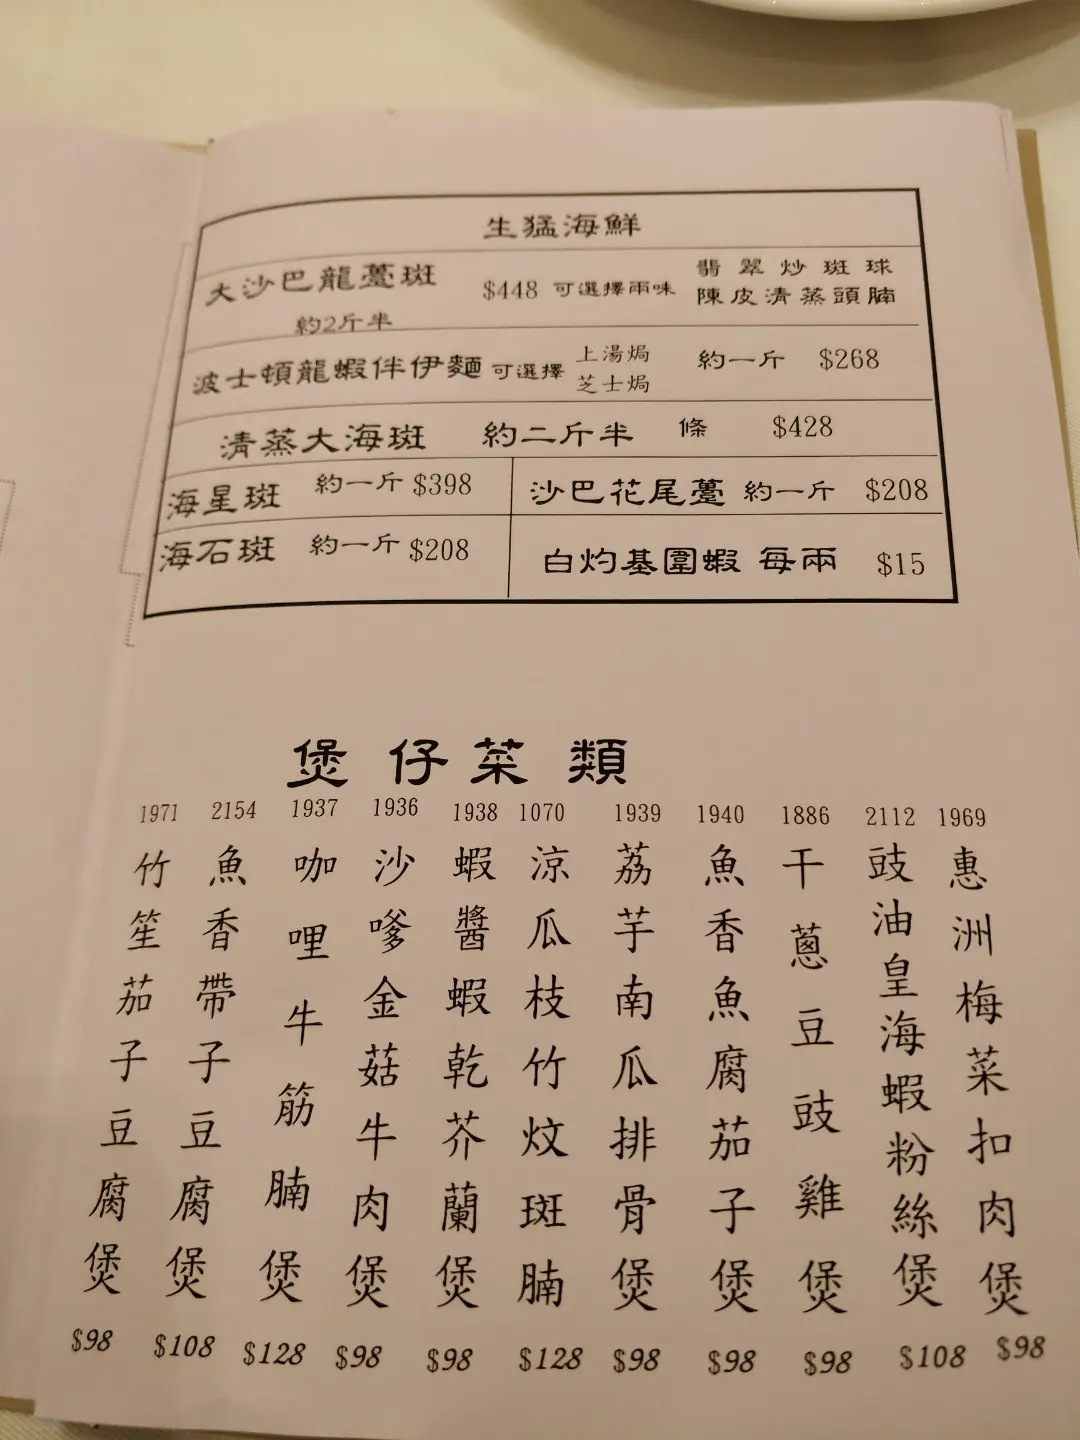 生猛海鮮
大沙巴龍躉斑 $448 可選擇兩味 翡翠炒斑球
約2斤半 陳皮清蒸頭腩
波士頓龍蝦伴伊麵 可選擇 上湯焗 約一斤 $268
芝士焗
清蒸大海斑 約二斤半 條 $428
海星斑 約一斤 $398 沙巴花尾躉 約一斤 $208
海石斑 約一斤 $208 白灼基圍蝦 每兩 $15
煲仔菜類
1971 竹笙茄子豆腐煲 $98
2154 魚香帶子豆腐煲 $108
1937 咖哩牛筋腩煲 $128
1936 沙嗲金菇牛肉煲 $98
1938 蝦醬蝦乾芥蘭煲 $98
1070 涼瓜枝竹炆斑腩 $128
1939 荔芋南瓜排骨煲 $98
1940 魚香魚腐茄子煲 $98
1886 干蔥豆豉雞煲 $98
2112 豉油皇海蝦粉絲煲 $108
1969 惠洲梅菜扣肉煲 $98